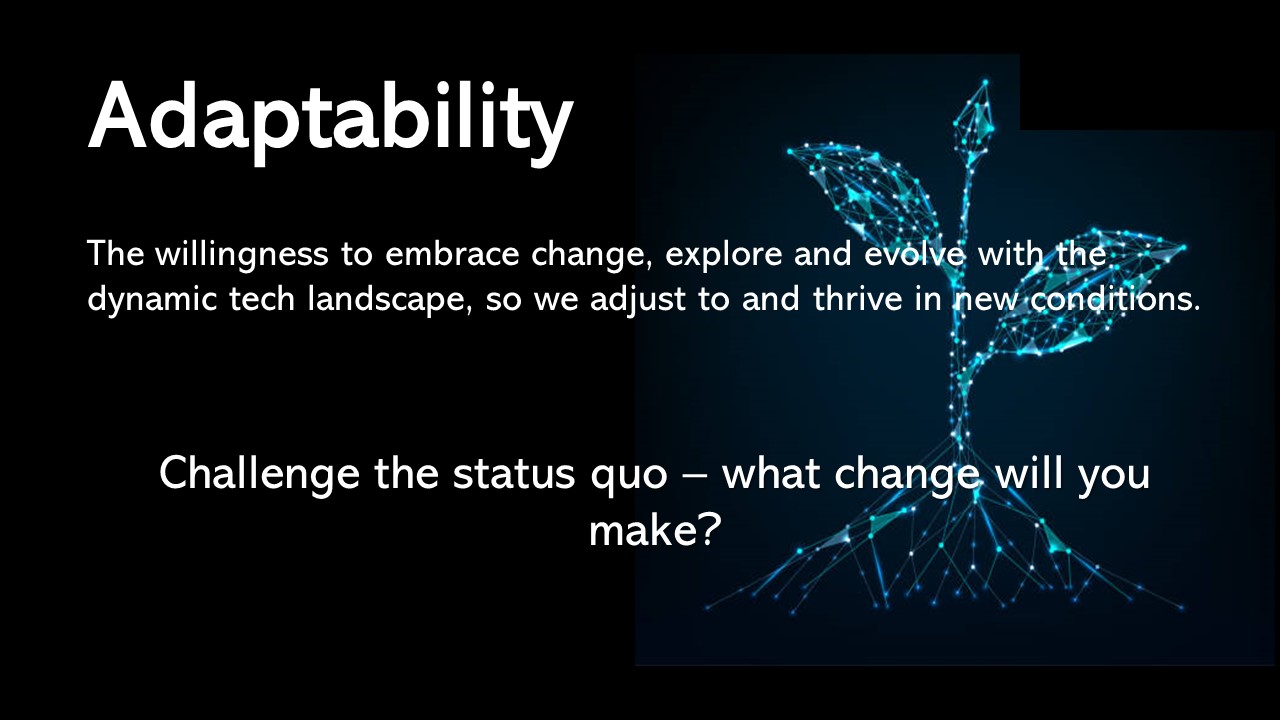 Adaptability
The willingness to embrace change, explore and evolve with the
dynamic tech landscape, so we adjust to and thrive in new conditions.
Challenge the status quo – what change will you
make?